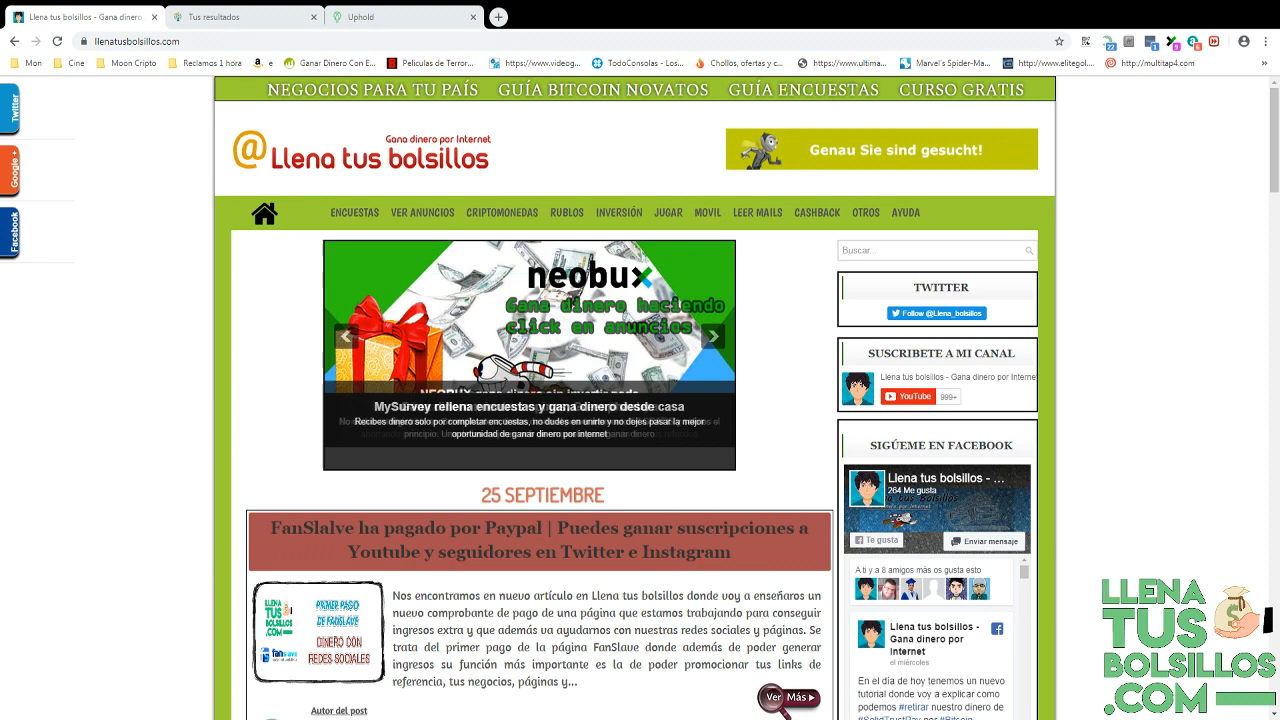 Llena tus bolsillos - Gana dinero
Tus resultados
Uphold
llenatusbolsillos.com
Mon
Cine
Moon Cripto
Reclamos 1 hora
e
Ganar Dinero Con E...
Peliculas de Terror...
https://www.videog...
TodoConsolas - Los...
Chollos, ofertas y c...
https://www.ultima...
Marvel's Spider-Ma...
http://www.elitegol...
http://multitap4.com
NEGOCIOS PARA TU PAÍS
GUÍA BITCOIN NOVATOS
GUÍA ENCUESTAS
CURSO GRATIS
Twitter
Google +
Facebook
Gana dinero por Internet
@Llena tus bolsillos
Genau Sie sind gesucht!
ENCUESTAS
VER ANUNCIOS
CRIPTOMONEDAS
RUBLOS
INVERSIÓN
JUGAR
MOVIL
LEER MAILS
CASHBACK
OTROS
AYUDA
neobux
Gana dinero haciendo
click en anuncios
MySurvey rellena encuestas y gana dinero desde casa
Recibes dinero solo por completar encuestas, no dudes en unirte y no dejes pasar la mejor
oportunidad de ganar dinero por internet
25 SEPTIEMBRE
FanSlalve ha pagado por Paypal | Puedes ganar suscripciones a
Youtube y seguidores en Twitter e Instagram
LLENA
TUS
BOLSILLOS
.COM
PRIMER PAGO
DE FANSLAVE
DINERO CON
REDES SOCIALES
fanslave
Nos encontramos en nuevo artículo en Llena tus bolsillos donde voy a enseñaros un
nuevo comprobante de pago de una página que estamos trabajando para conseguir
ingresos extra y que además va ayudarnos con nuestras redes sociales y páginas. Se
trata del primer pago de la página FanSlave donde además de poder generar
ingresos su función más importante es la de poder promocionar tus links de
referencia, tus negocios, páginas y...
Ver Más
Autor del post
Buscar...
TWITTER
Follow @Llena_bolsillos
SUSCRIBETE A MI CANAL
Llena tus bolsillos - Gana dinero por Internet
YouTube 999+
SIGÚEME EN FACEBOOK
Llena tus bolsillos - ...
264 Me gusta
Te gusta
Enviar mensaje
A ti y a 8 amigos más os gusta esto
Llena tus bolsillos -
Gana dinero por
Internet
el miércoles
En el día de hoy tenemos un nuevo
tutorial donde voy a explicar como
podemos #retirar nuestro dinero de
#SolidTrustPay por #Bitcoin
LLENA
TUS
BOLSILLOS
.COM